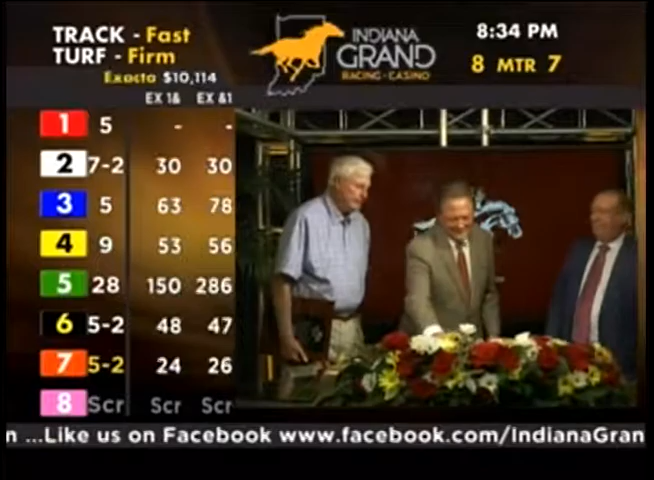 TRACK - Fast
TURF - Firm
Exacta $10,114
INDIANA
GRAND
RACING • CASINO
8:34 PM
8 MTR 7
EX 1& EX &1
1 5 - -
2 7-2 30 30
3 5 63 78
4 9 53 56
5 28 150 286
6 5-2 48 47
7 5-2 24 26
8 Scr Scr Scr
n ...Like us on Facebook www.facebook.com/IndianaGran